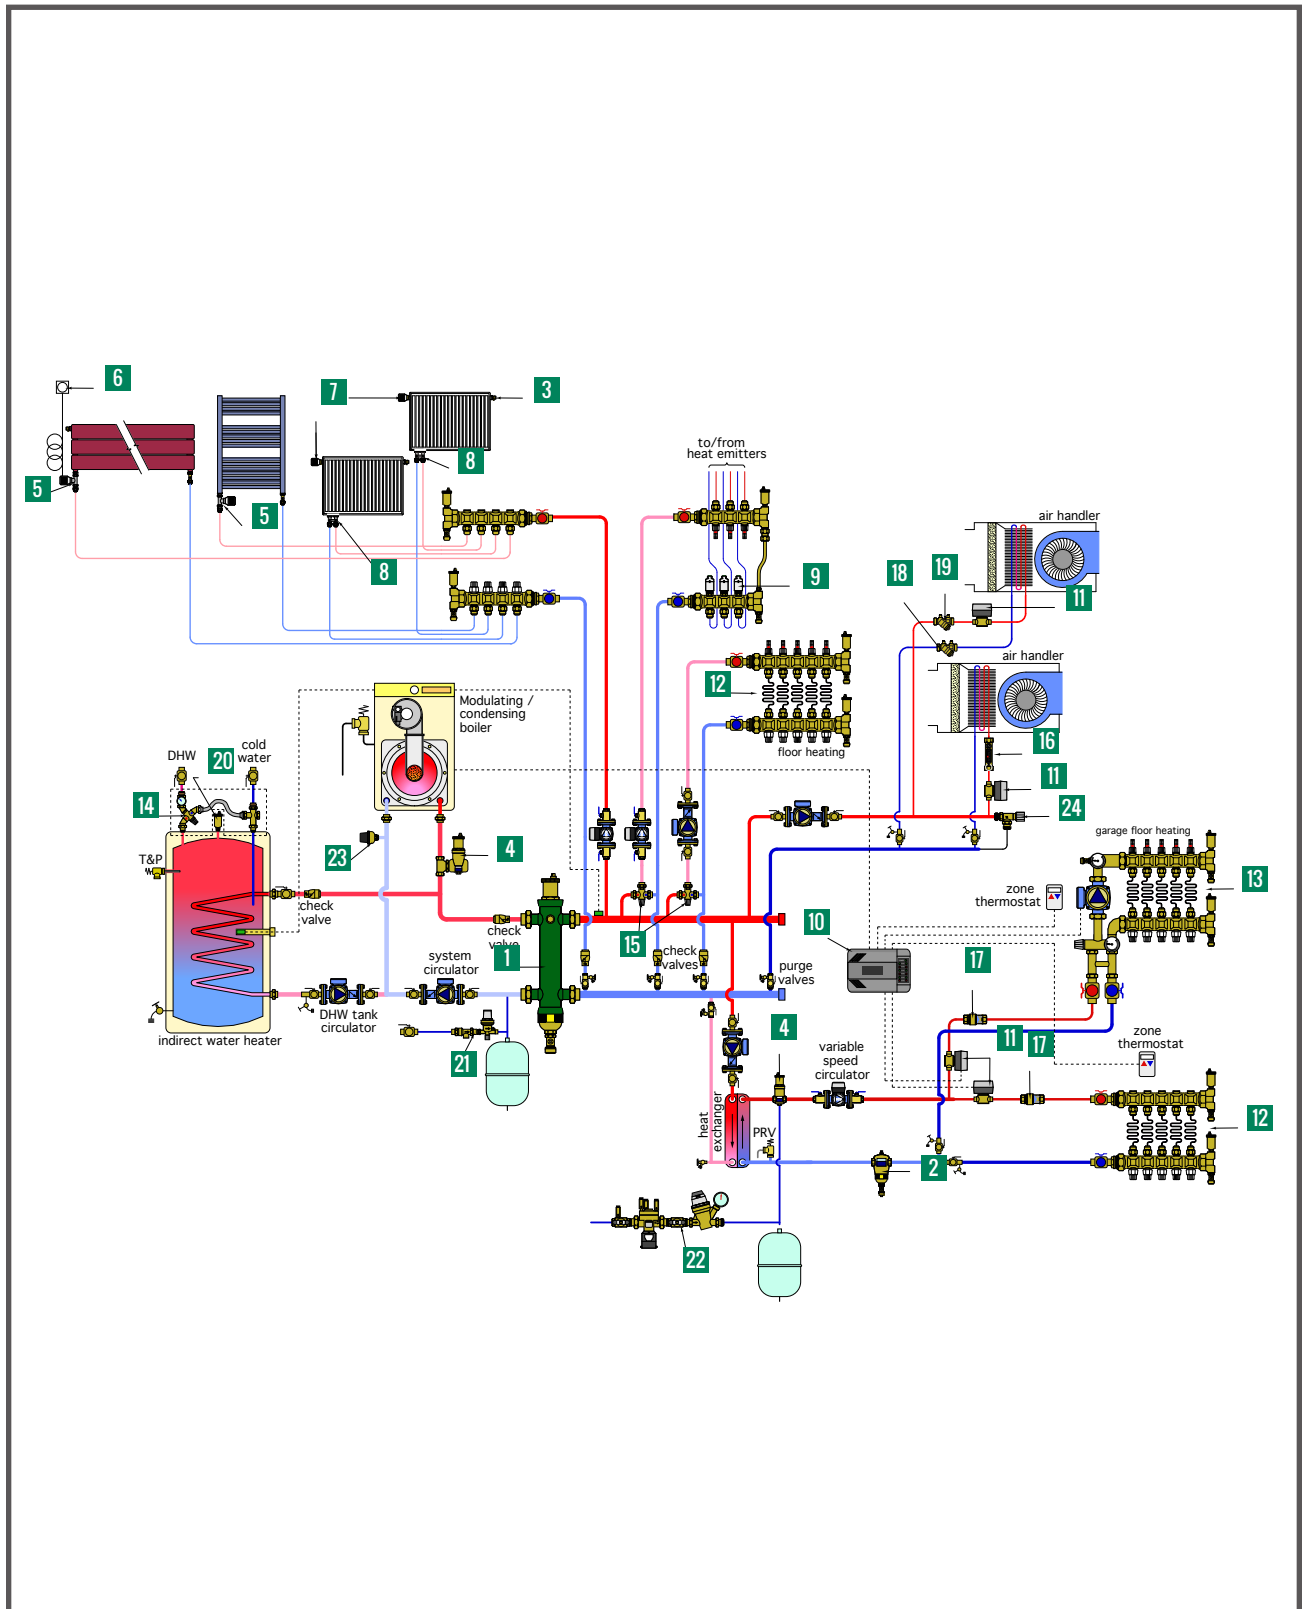 6
7
3
8
5
5
8
to/from
heat emitters
9
air handler
18
19
11
air handler
12
16
floor heating
11
24
Modulating /
condensing
boiler
DHW
20
cold
water
14
T&P
23
4
check
valve
garage floor heating
13
zone
thermostat
10
check
valve
1
15
check
valves
system
circulator
purge
valves
17
DHW tank
circulator
indirect water heater
21
4
variable
speed
circulator
11
17
zone
thermostat
heat
exchanger
PRV
12
2
22